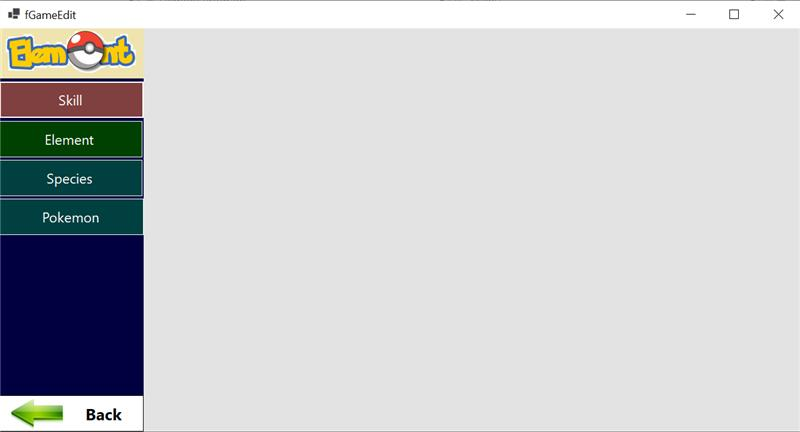 fGameEdit
Element
Skill
Element
Species
Pokemon
Back